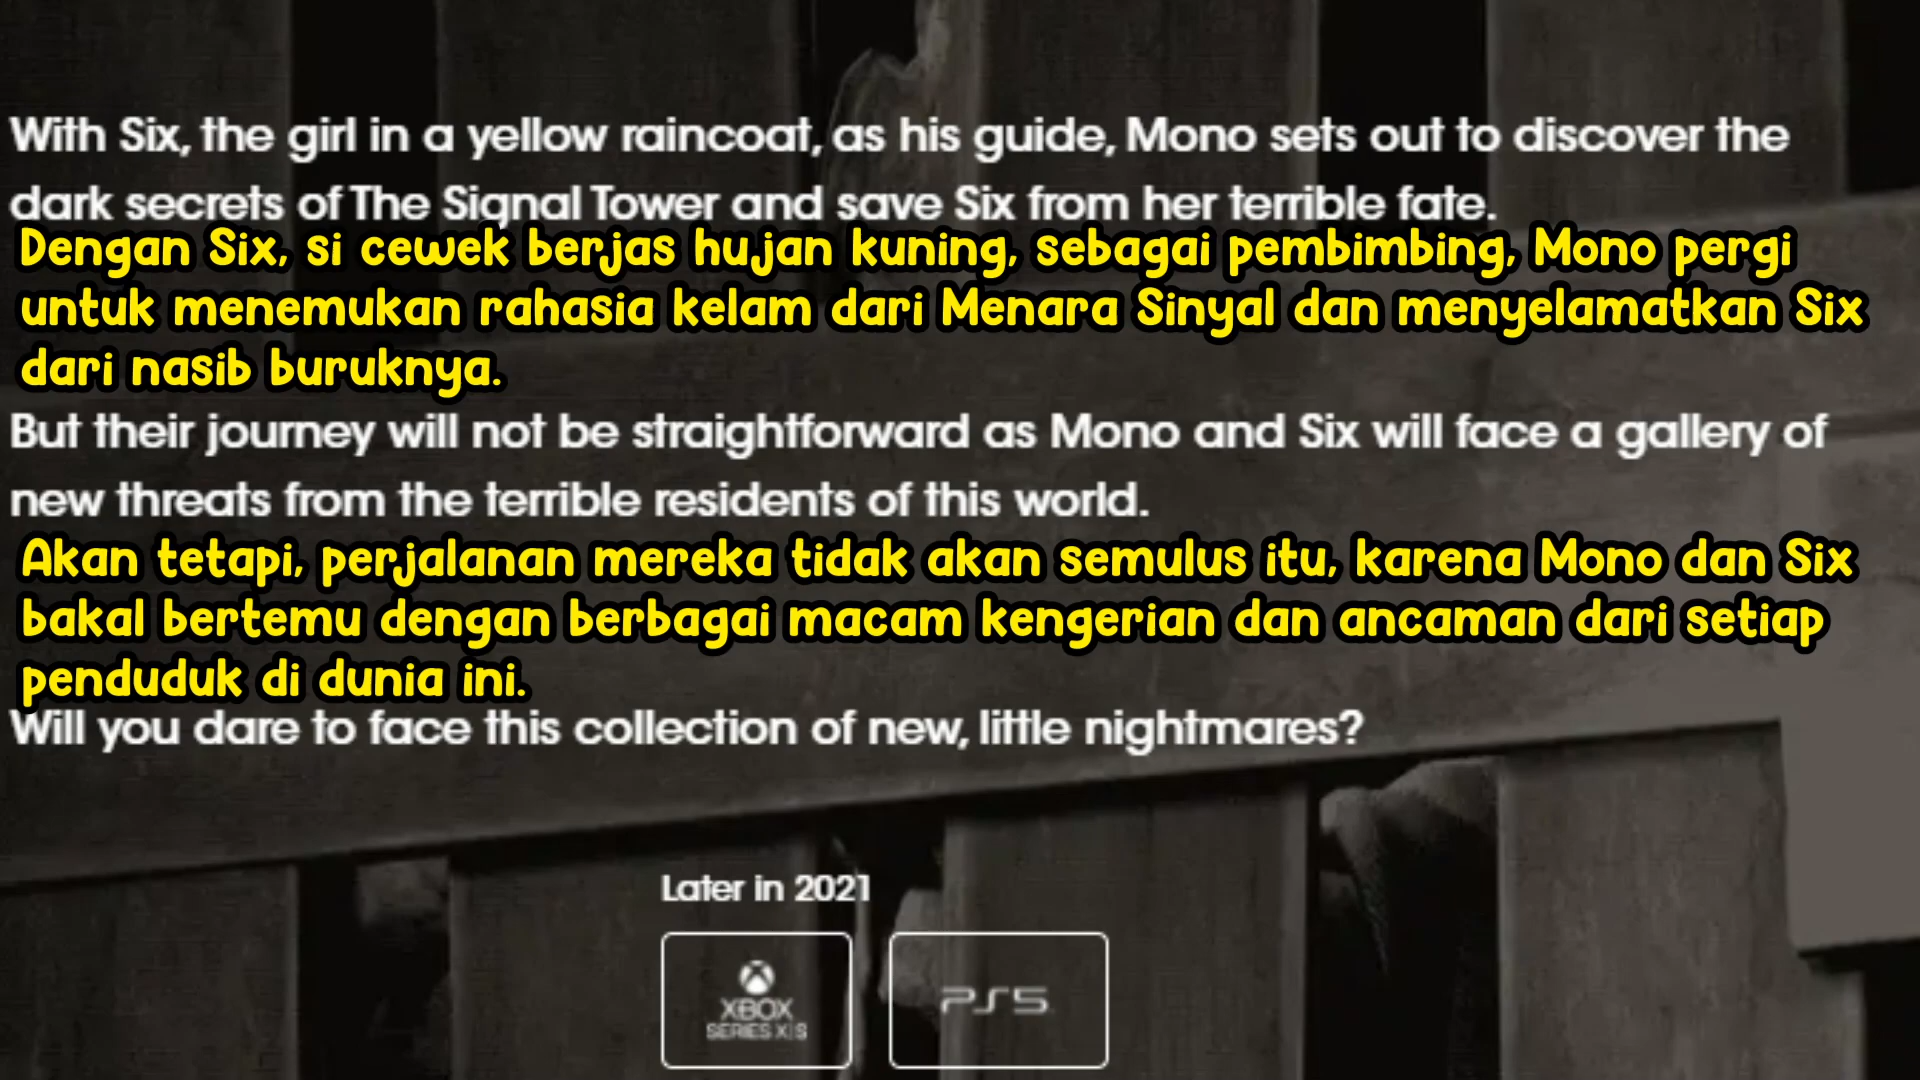 With Six, the girl in a yellow raincoat, as his guide, Mono sets out to discover the
dark secrets of The Signal Tower and save Six from her terrible fate.
Dengan Six, si cewek berjas hujan kuning, sebagai pembimbing, Mono pergi
untuk menemukan rahasia kelam dari Menara Sinyal dan menyelamatkan Six
dari nasib buruknya.
But their journey will not be straightforward as Mono and Six will face a gallery of
new threats from the terrible residents of this world.
Akan tetapi, perjalanan mereka tidak akan semulus itu, karena Mono dan Six
bakal bertemu dengan berbagai macam kengerian dan ancaman dari setiap
penduduk di dunia ini.
Will you dare to face this collection of new, little nightmares?
Later in 2021
XBOX
SERIES X|S
PS5